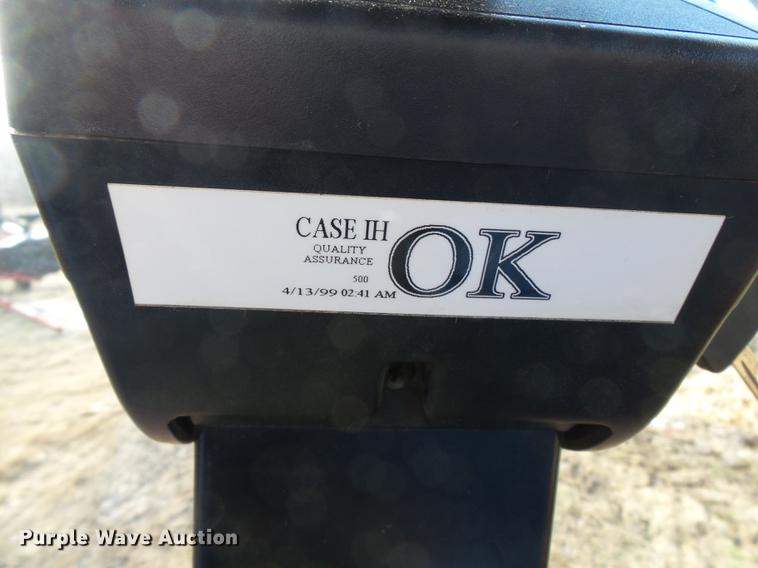 CASE IH
QUALITY
ASSURANCE
500
4/13/99 02:41 AM
OK
Purple Wave Auction